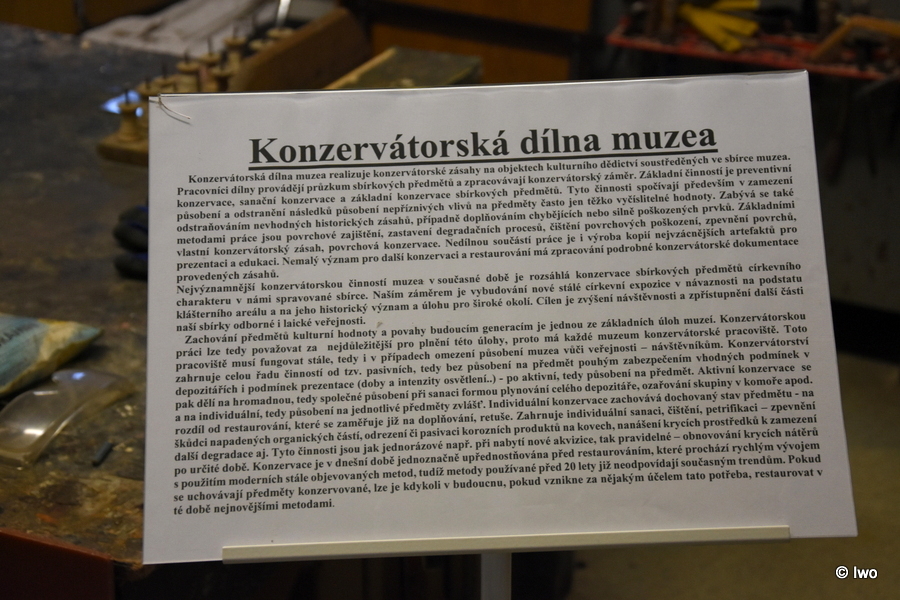 Konzervátorská dílna muzea
Konzervátorská dílna muzea realizuje konzervátorské zásahy na objektech kulturního dědictví soustředěných ve sbírce muzea.
Pracovníci dílny provádějí průzkum sbírkových předmětů a zpracovávají konzervátorský záměr. Základní činností je preventivní
konzervace, sanační konzervace a základní konzervace sbírkových předmětů. Tyto činnosti spočívají především v zamezení
působení a odstranění následků působení nepříznivých vlivů na předměty často jen těžko vyčíslitelné hodnoty. Zabývá se také
odstraňováním nevhodných historických zásahů, případně doplňováním chybějících nebo silně poškozených prvků. Základními
metodami práce jsou povrchové zajištění, zastavení degradačních procesů, čištění povrchových poškození, zpevnění povrchů,
vlastní konzervátorský zásah, povrchová konzervace. Nedílnou součástí práce je i výroba kopií nejvzácnějších artefaktů pro
prezentaci a edukaci. Nemalý význam pro další konzervaci a restaurování má zpracování podrobné konzervátorské dokumentace
provedených zásahů.
Nejvýznamnější konzervátorskou činností muzea v současné době je rozsáhlá konzervace sbírkových předmětů církevního
charakteru v námi spravované sbírce. Naším záměrem je vybudování nové stálé církevní expozice v návaznosti na podstatu
klášterního areálu a na jeho historický význam a úlohu pro široké okolí. Cílen je zvýšení návštěvnosti a zpřístupnění další části
naší sbírky odborné i laické veřejnosti.
Zachování předmětů kulturní hodnoty a povahy budoucím generacím je jednou ze základních úloh muzeí. Konzervátorskou
práci lze tedy považovat za nejdůležitější pro plnění této úlohy, proto má každé muzeum konzervátorské pracoviště. Toto
pracoviště musí fungovat stále, tedy i v případech omezení působení muzea vůči veřejnosti – návštěvníkům. Konzervátorství
zahrnuje celou řadu činností od tzv. pasivních, tedy bez působení na předmět pouhým zabezpečením vhodných podmínek v
depozitářích i podmínek prezentace (doby a intenzity osvětlení..) - po aktivní, tedy působení na předmět. Aktivní konzervace se
pak dělí na hromadnou, tedy společné působení při sanaci formou plynování celého depozitáře, ozařování skupiny v komoře apod.
a na individuální, tedy působení na jednotlivé předměty zvlášť. Individuální konzervace zachovává dochovaný stav předmětu - na
rozdíl od restaurování, které se zaměřuje již na doplňování, retuše. Zahrnuje individuální sanaci, čištění, petrifikaci – zpevnění
škůdci napadených organických částí, odrezení či pasivaci korozních produktů na kovech, nanášení krycích prostředků k zamezení
další degradace aj. Tyto činnosti jsou jak jednorázové např. při nabytí nové akvizice, tak pravidelné – obnovování krycích nátěrů
po určité době. Konzervace je v dnešní době jednoznačně upřednostňována před restaurováním, které prochází rychlým vývojem
s použitím moderních stále objevovaných metod, tudíž metody používané před 20 lety již neodpovídají současným trendům. Pokud
se uchovávají předměty konzervované, lze je kdykoli v budoucnu, pokud vznikne za nějakým účelem tato potřeba, restaurovat v
té době nejnovějšími metodami.
© Iwo